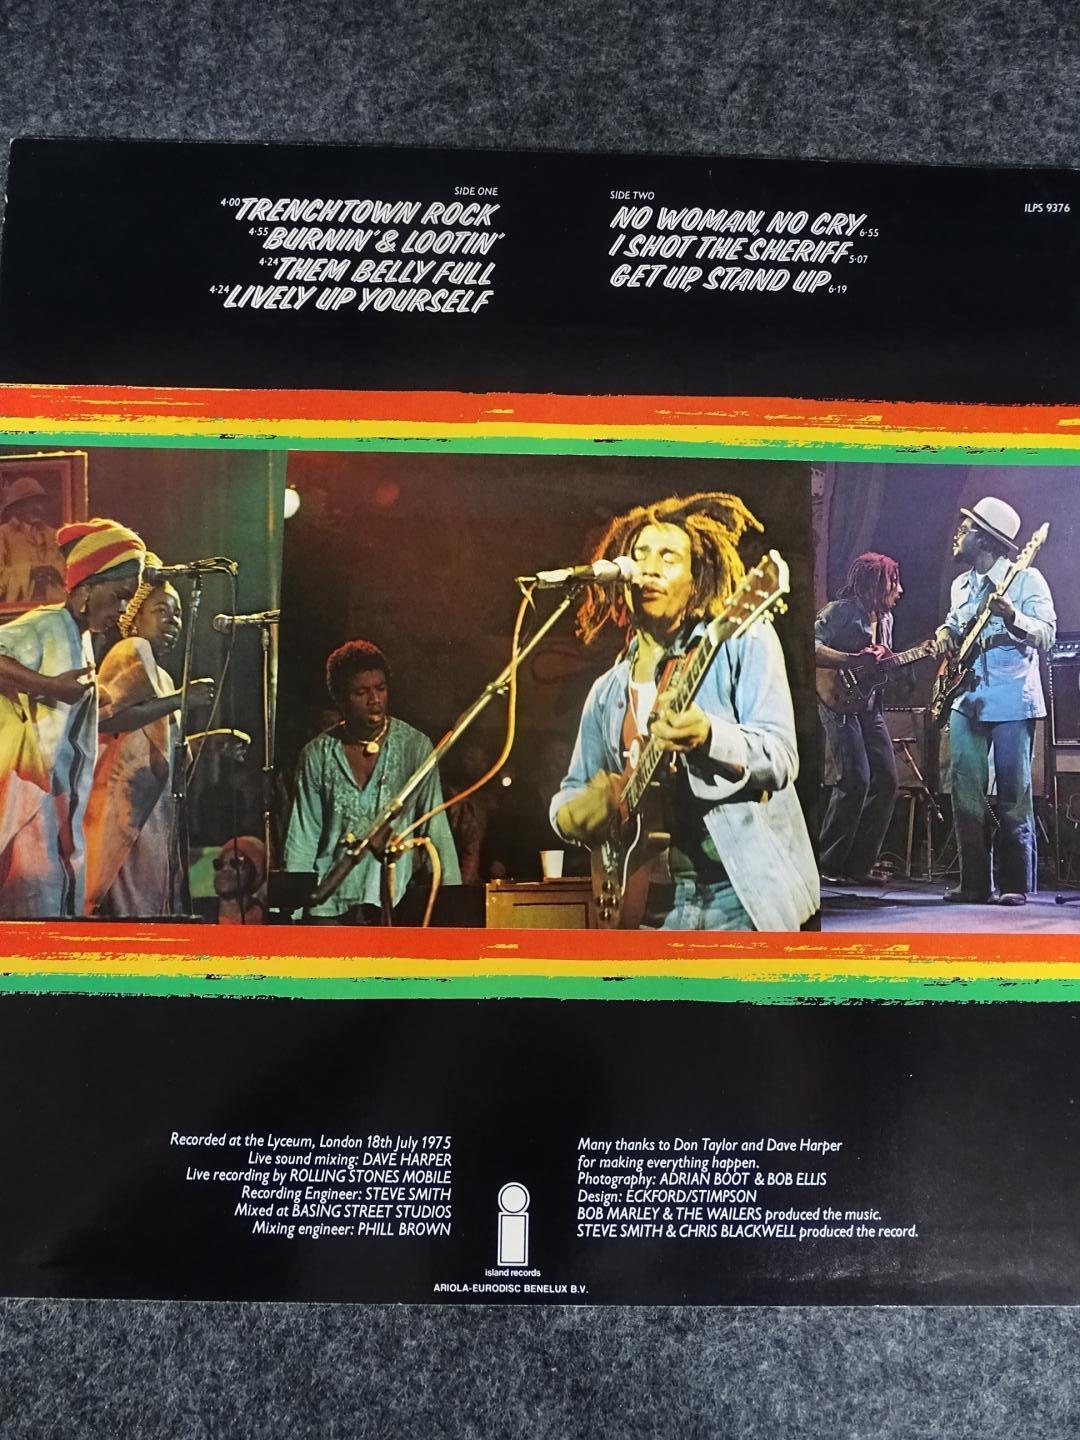 SIDE ONE
4·00 TRENCHTOWN ROCK
4·55 BURNIN' & LOOTIN'
4·24 THEM BELLY FULL
4·24 LIVELY UP YOURSELF
SIDE TWO
NO WOMAN, NO CRY 6·55
I SHOT THE SHERIFF 5·07
GET UP, STAND UP 6·19
ILPS 9376
Recorded at the Lyceum, London 18th July 1975
Live sound mixing: DAVE HARPER
Live recording by ROLLING STONES MOBILE
Recording Engineer: STEVE SMITH
Mixed at BASING STREET STUDIOS
Mixing engineer: PHILL BROWN
Many thanks to Don Taylor and Dave Harper
for making everything happen.
Photography: ADRIAN BOOT & BOB ELLIS
Design: ECKFORD/STIMPSON
BOB MARLEY & THE WAILERS produced the music.
STEVE SMITH & CHRIS BLACKWELL produced the record.
island records
ARIOLA-EURODISC BENELUX B.V.